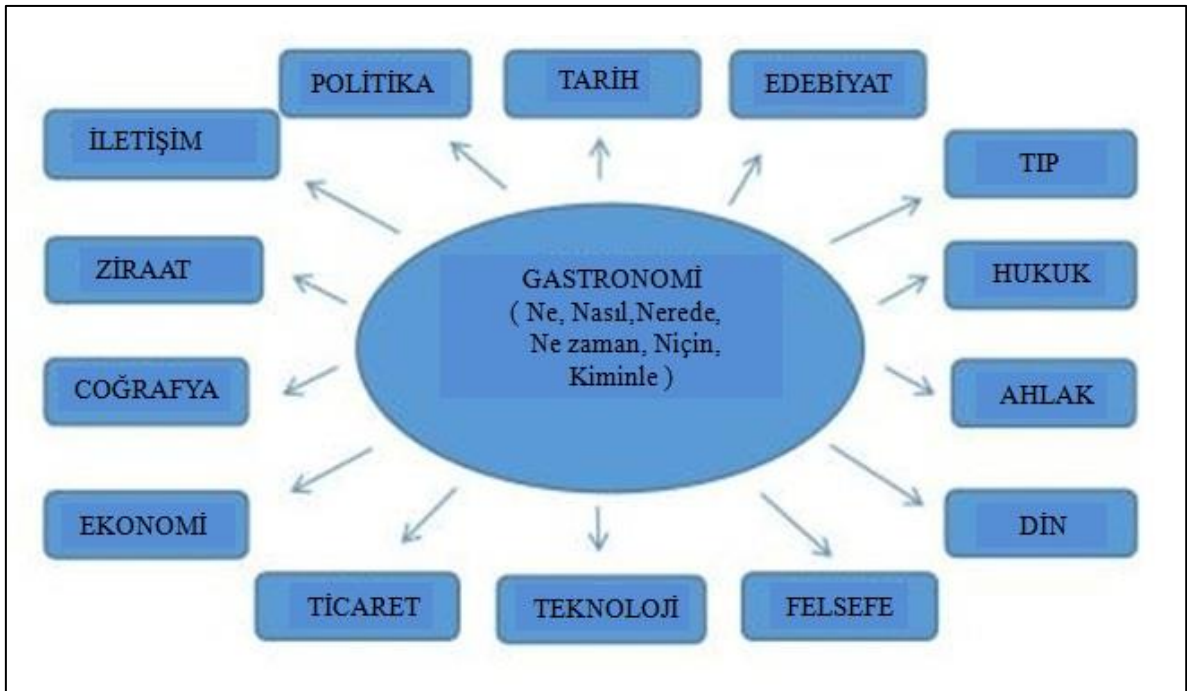 POLİTİKA
TARİH
EDEBİYAT
İLETİŞİM
TIP
ZİRAAT
GASTRONOMİ
( Ne, Nasıl,Nerede,
Ne zaman, Niçin,
Kiminle )
HUKUK
COĞRAFYA
AHLAK
EKONOMİ
DİN
TİCARET
TEKNOLOJİ
FELSEFE